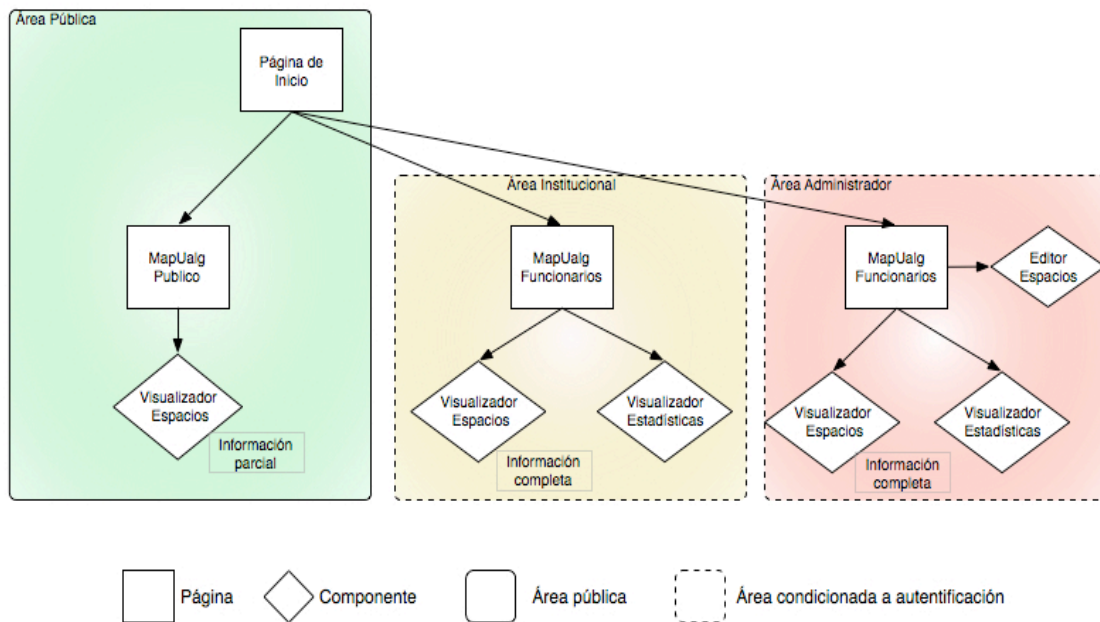 Área Pública
Página de
Inicio
MapUalg
Publico
Visualizador
Espacios
Información
parcial
Área Institucional
MapUalg
Funcionarios
Visualizador
Espacios
Visualizador
Estadísticas
Información
completa
Área Administrador
MapUalg
Funcionarios
Editor
Espacios
Visualizador
Espacios
Visualizador
Estadísticas
Información
completa
Página
Componente
Área pública
Área condicionada a autentificación